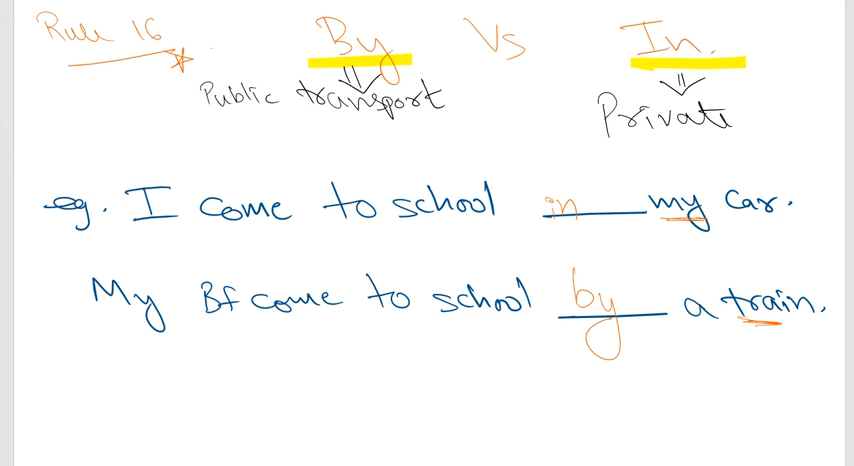 Rule 16 By Vs In.
Public transport Private
eg. I come to school in my car.
My Bf come to school by a train.